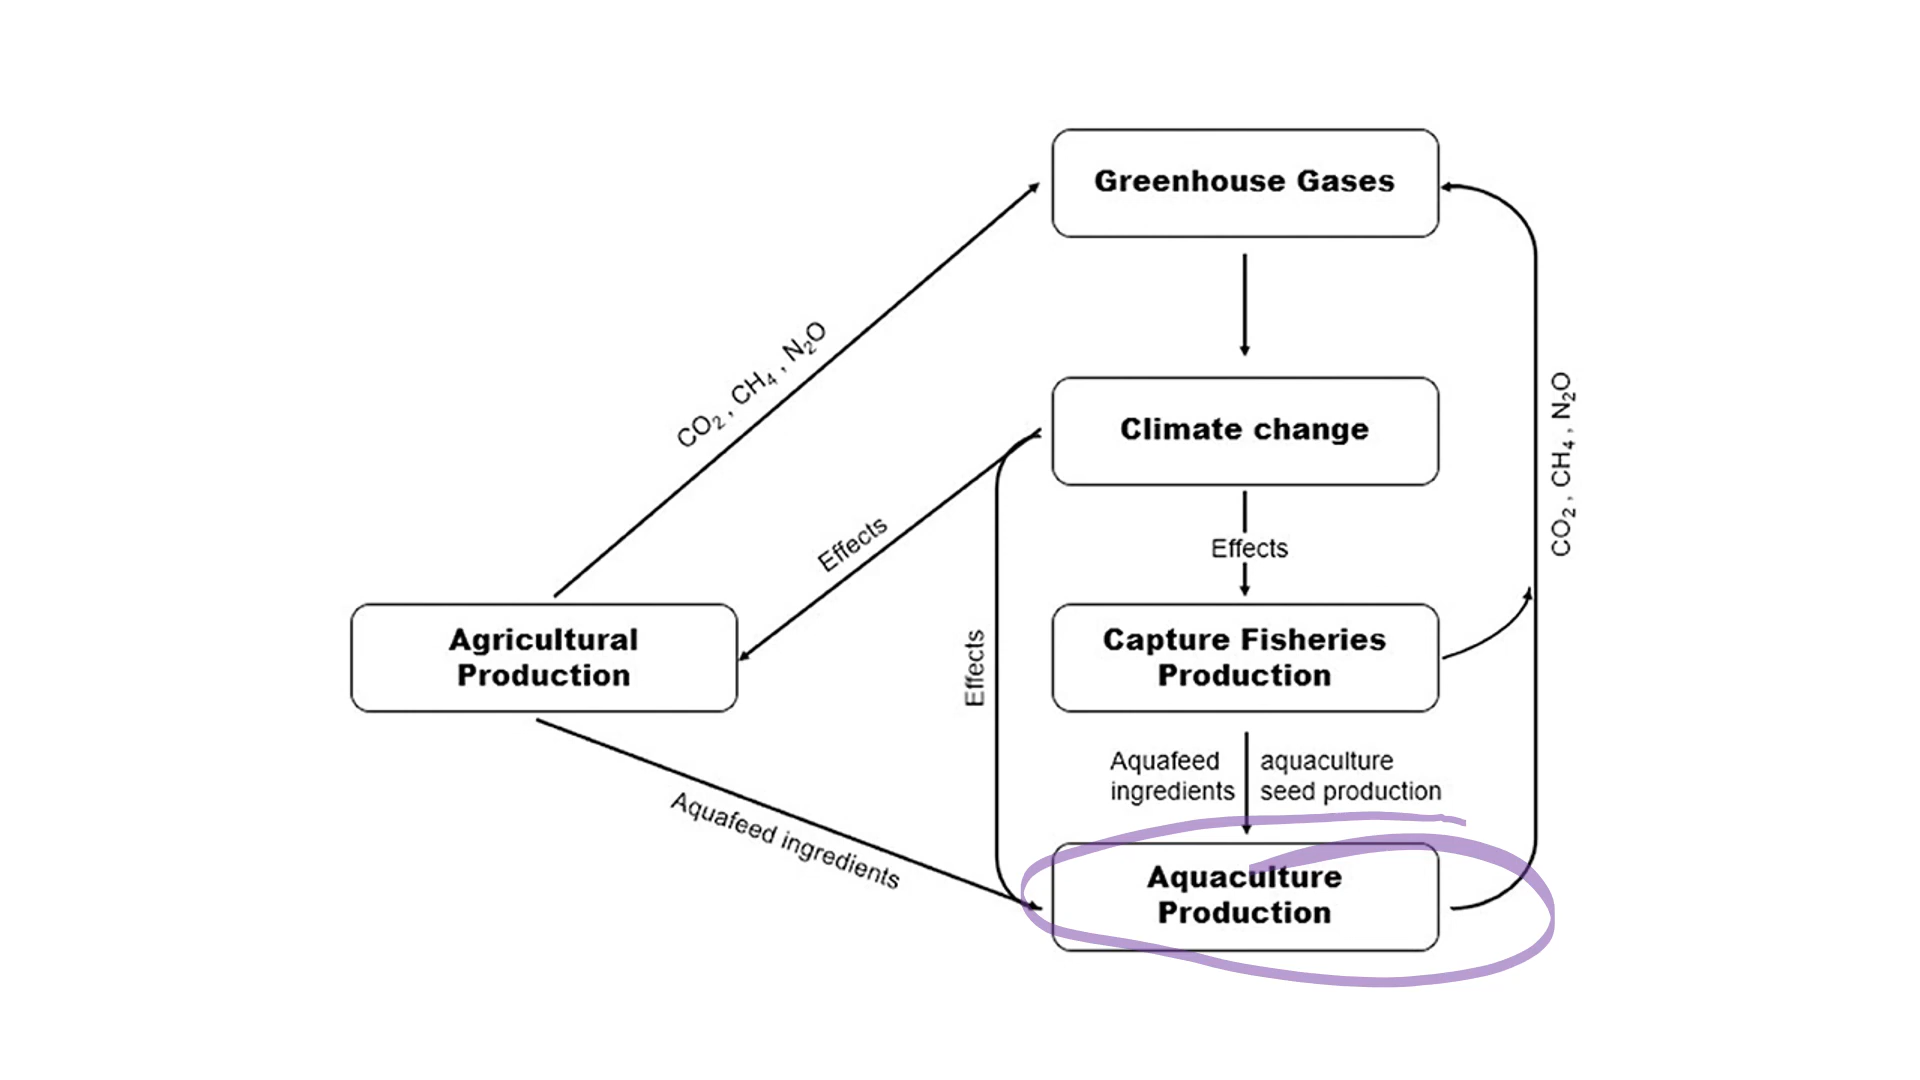 Greenhouse Gases
CO₂ , CH₄ , N₂O
CO₂ , CH₄ , N₂O
Climate change
Effects
Effects
Effects
Agricultural
Production
Capture Fisheries
Production
Aquafeed
ingredients
aquaculture
seed production
Aquafeed ingredients
Aquaculture
Production